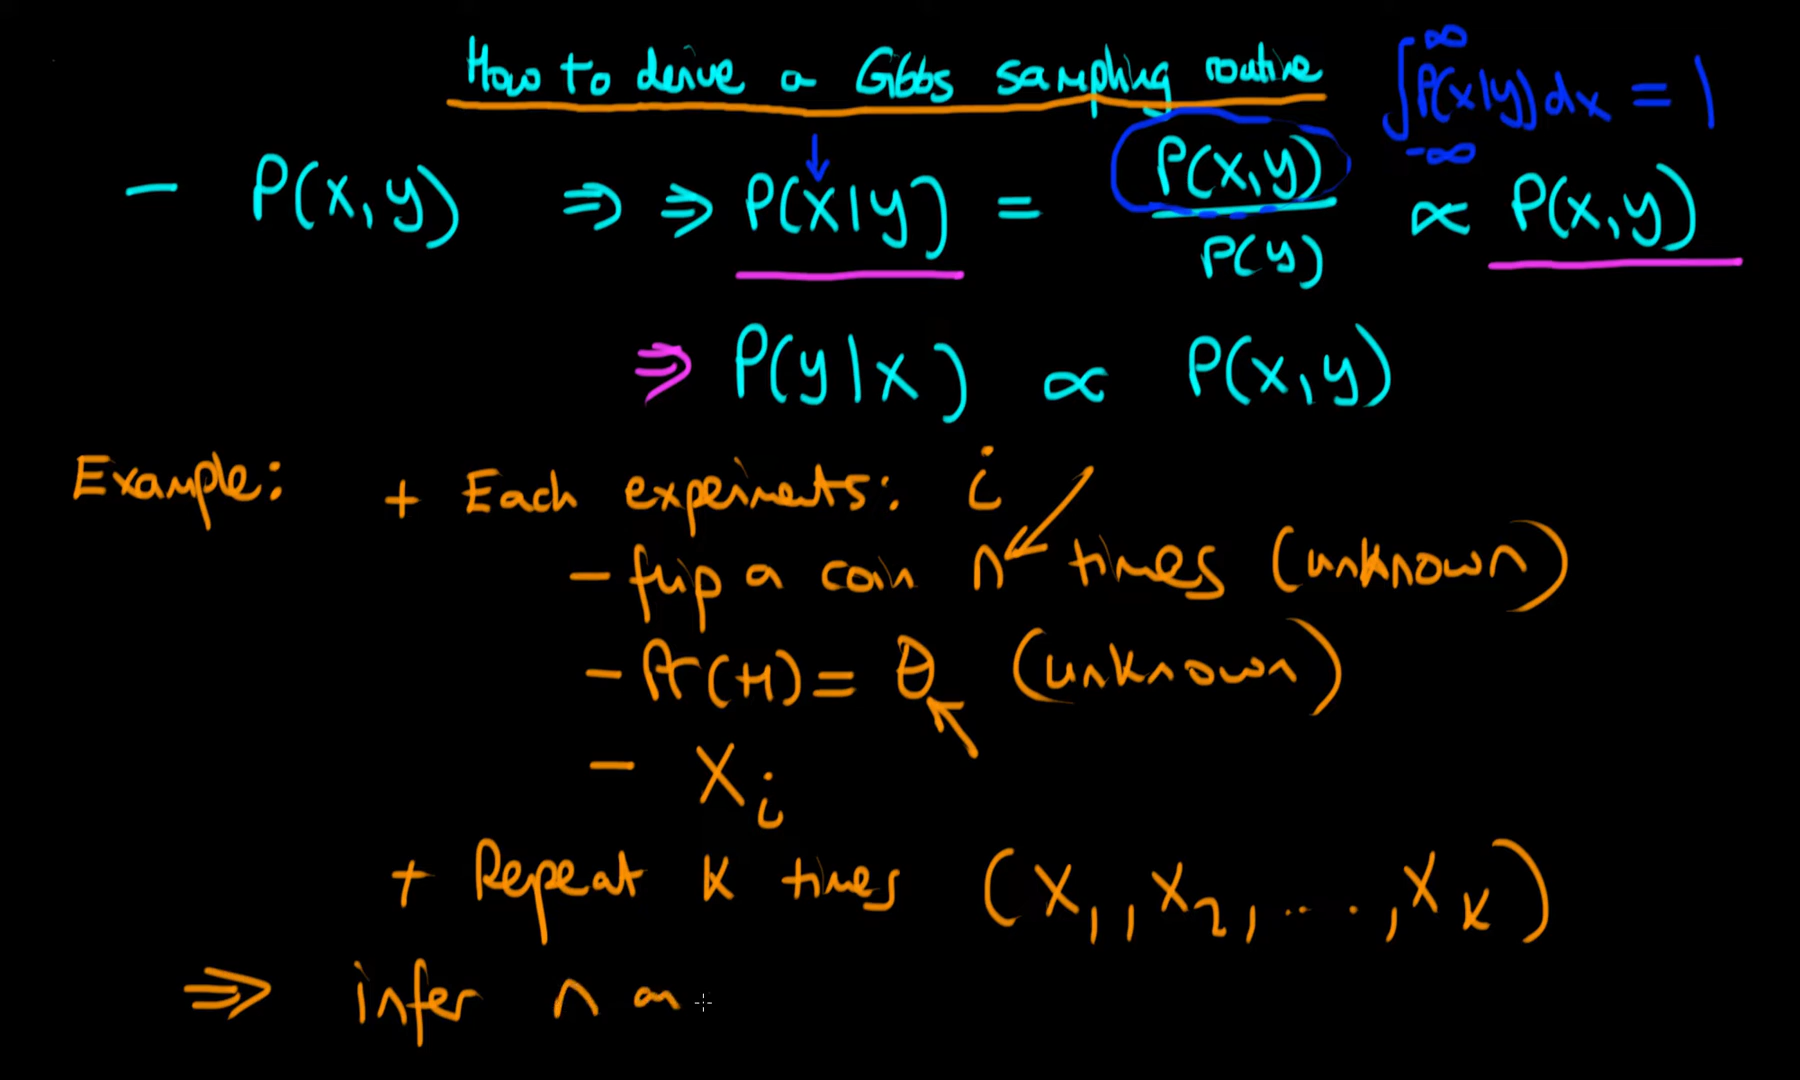 How to derive a Gibbs sampling routine
∫_{-∞}^{∞} P(x|y) dx = 1
- P(x,y) ⇒ ⇒ P(x|y) = P(x,y) / P(y) ∝ P(x,y)
⇒ P(y|x) ∝ P(x,y)
Example: + Each experiments: i
- flip a coin n times (unknown)
- Pr(H) = θ (unknown)
- X_i
+ Repeat K times (X_1, X_2, ...., X_K)
⇒ infer n an